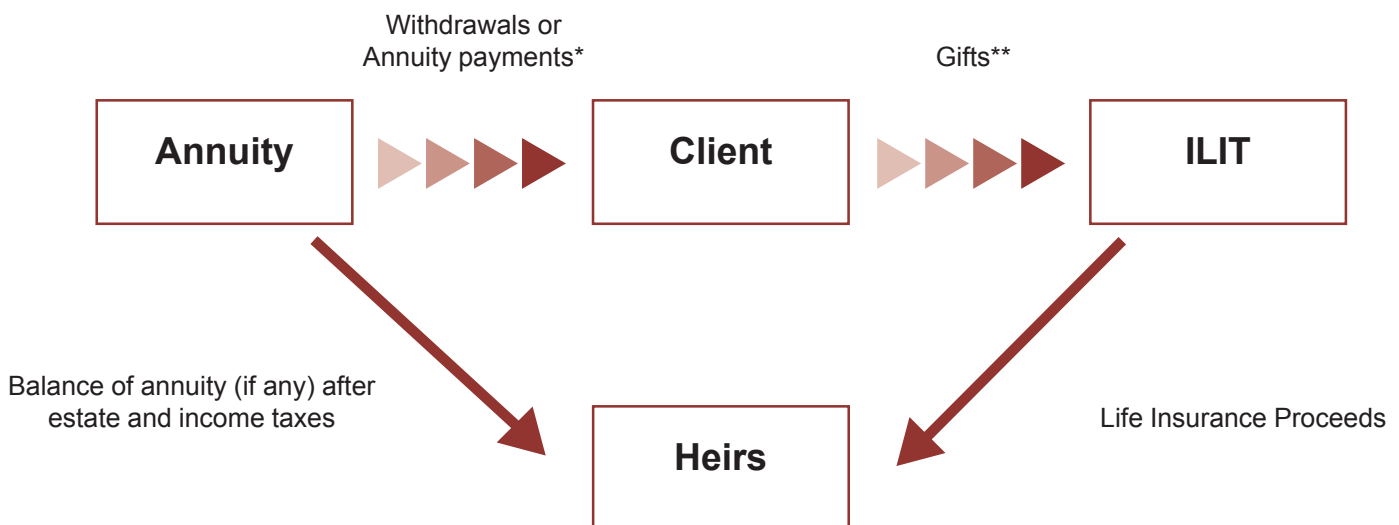 Withdrawals or
Annuity payments*
Gifts**
Annuity
Client
ILIT
Balance of annuity (if any) after
estate and income taxes
Life Insurance Proceeds
Heirs